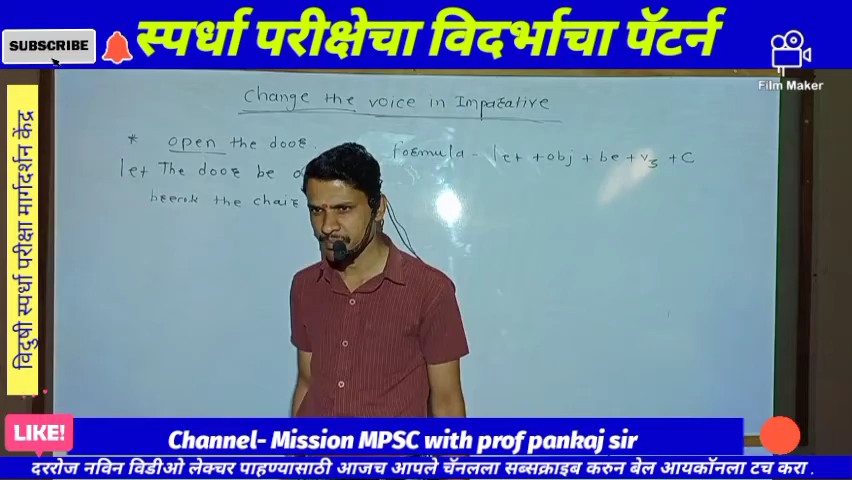 SUBSCRIBE
स्पर्धा परीक्षेचा विदर्भाचा पॅटर्न
Film Maker
विदुषी स्पर्धा परीक्षा मार्गदर्शन केंद्र
Change the voice in Imparative
* open the door.
Formula - let + obj + be + V3 + C
let The door be o
break the chair
LIKE!
Channel- Mission MPSC with prof pankaj sir
दररोज नविन विडीओ लेक्चर पाहण्यासाठी आजच आपले चॅनलला सब्सक्राइब करुन बेल आयकॉनला टच करा .